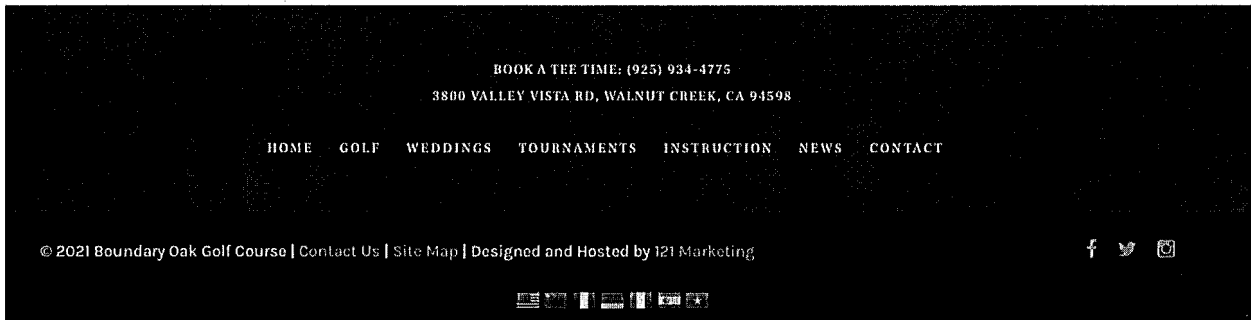 BOOK A TEE TIME: (925) 934-4775
3800 VALLEY VISTA RD, WALNUT CREEK, CA 94598
HOME GOLF WEDDINGS TOURNAMENTS INSTRUCTION NEWS CONTACT
© 2021 Boundary Oak Golf Course | Contact Us | Site Map | Designed and Hosted by 121 Marketing